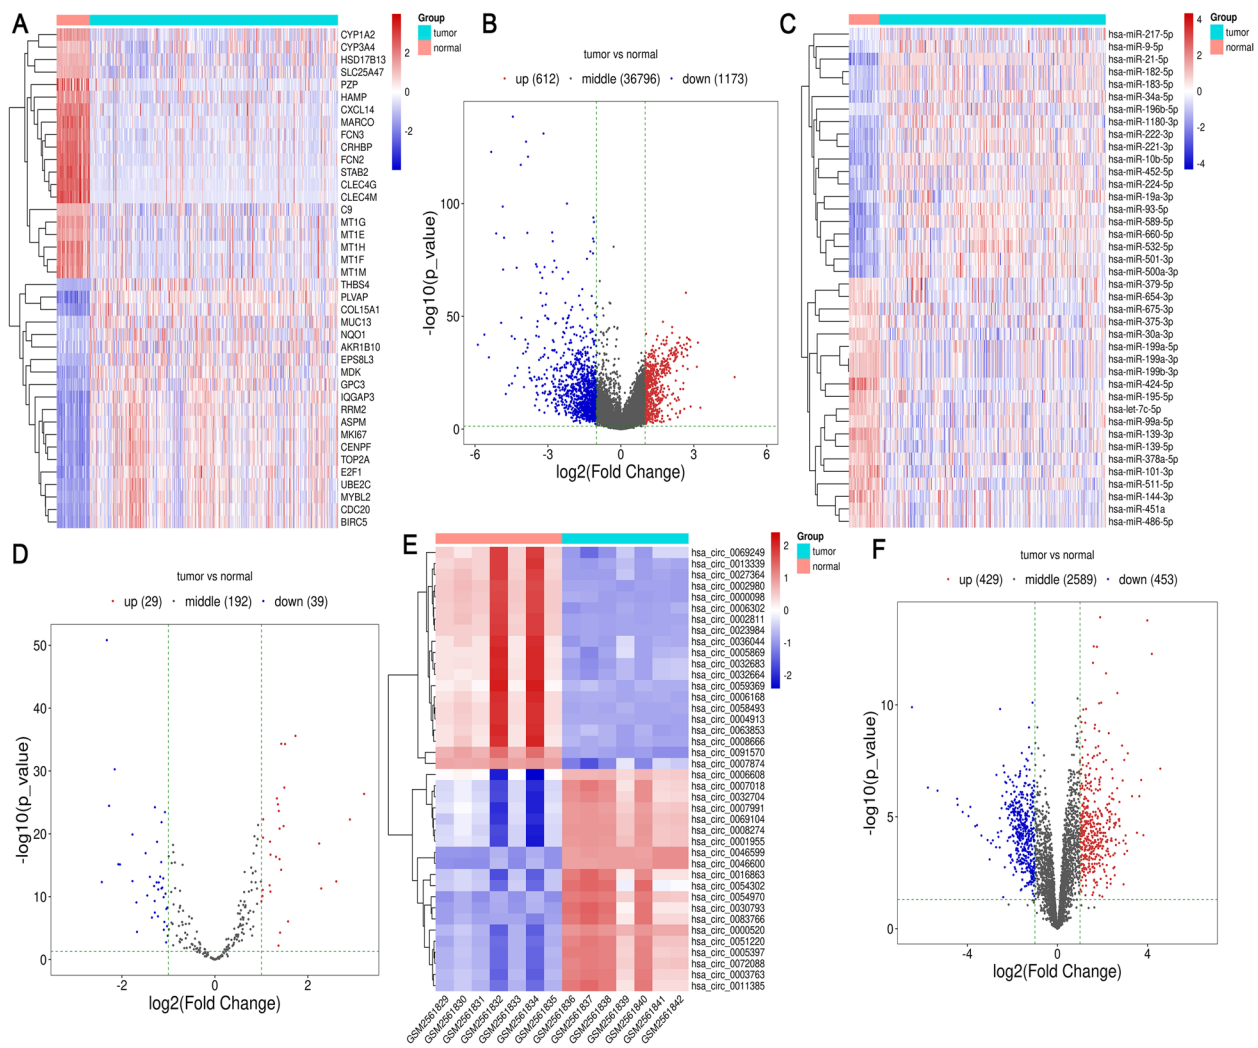 A
Group
tumor
normal
2
0
-2
CYP1A2
CYP3A4
HSD17B13
SLC25A47
PZP
HAMP
CXCL14
MARCO
FCN3
CRHBP
FCN2
STAB2
CLEC4G
CLEC4M
C9
MT1G
MT1E
MT1H
MT1F
MT1M
THBS4
PLVAP
COL15A1
MUC13
NQO1
AKR1B10
EPS8L3
MDK
GPC3
IQGAP3
RRM2
ASPM
MKI67
CENPF
TOP2A
E2F1
UBE2C
MYBL2
CDC20
BIRC5
B
tumor vs normal
up (612) middle (36796) down (1173)
-log10(p_value)
100
50
0
-6 -3 0 3 6
log2(Fold Change)
C
Group
tumor
normal
4
2
0
-2
-4
hsa-miR-217-5p
hsa-miR-9-5p
hsa-miR-21-5p
hsa-miR-182-5p
hsa-miR-183-5p
hsa-miR-34a-5p
hsa-miR-196b-5p
hsa-miR-1180-3p
hsa-miR-222-3p
hsa-miR-221-3p
hsa-miR-10b-5p
hsa-miR-452-5p
hsa-miR-224-5p
hsa-miR-19a-3p
hsa-miR-93-5p
hsa-miR-589-5p
hsa-miR-660-5p
hsa-miR-532-5p
hsa-miR-501-3p
hsa-miR-500a-3p
hsa-miR-379-5p
hsa-miR-654-3p
hsa-miR-675-3p
hsa-miR-375-3p
hsa-miR-30a-3p
hsa-miR-199a-5p
hsa-miR-199a-3p
hsa-miR-199b-3p
hsa-miR-424-5p
hsa-miR-195-5p
hsa-let-7c-5p
hsa-miR-99a-5p
hsa-miR-139-3p
hsa-miR-139-5p
hsa-miR-378a-5p
hsa-miR-101-3p
hsa-miR-511-5p
hsa-miR-144-3p
hsa-miR-451a
hsa-miR-486-5p
D
tumor vs normal
up (29) middle (192) down (39)
-log10(p_value)
50
40
30
20
10
0
-2 0 2
log2(Fold Change)
E
Group
tumor
normal
2
1
0
-1
-2
hsa_circ_0069249
hsa_circ_0013339
hsa_circ_0027364
hsa_circ_0002980
hsa_circ_0000098
hsa_circ_0006302
hsa_circ_0002811
hsa_circ_0023984
hsa_circ_0036044
hsa_circ_0005869
hsa_circ_0032683
hsa_circ_0032664
hsa_circ_0059369
hsa_circ_0006168
hsa_circ_0058493
hsa_circ_0004913
hsa_circ_0063853
hsa_circ_0008666
hsa_circ_0091570
hsa_circ_0007874
hsa_circ_0006608
hsa_circ_0007018
hsa_circ_0032704
hsa_circ_0007991
hsa_circ_0069104
hsa_circ_0008274
hsa_circ_0001955
hsa_circ_0046599
hsa_circ_0046600
hsa_circ_0016863
hsa_circ_0054302
hsa_circ_0054970
hsa_circ_0030793
hsa_circ_0083766
hsa_circ_0000520
hsa_circ_0051220
hsa_circ_0005397
hsa_circ_0072088
hsa_circ_0003763
hsa_circ_0011385
GSM2561829
GSM2561830
GSM2561831
GSM2561832
GSM2561833
GSM2561834
GSM2561835
GSM2561836
GSM2561837
GSM2561838
GSM2561839
GSM2561840
GSM2561841
GSM2561842
F
tumor vs normal
up (429) middle (2589) down (453)
-log10(p_value)
10
5
0
-4 0 4
log2(Fold Change)